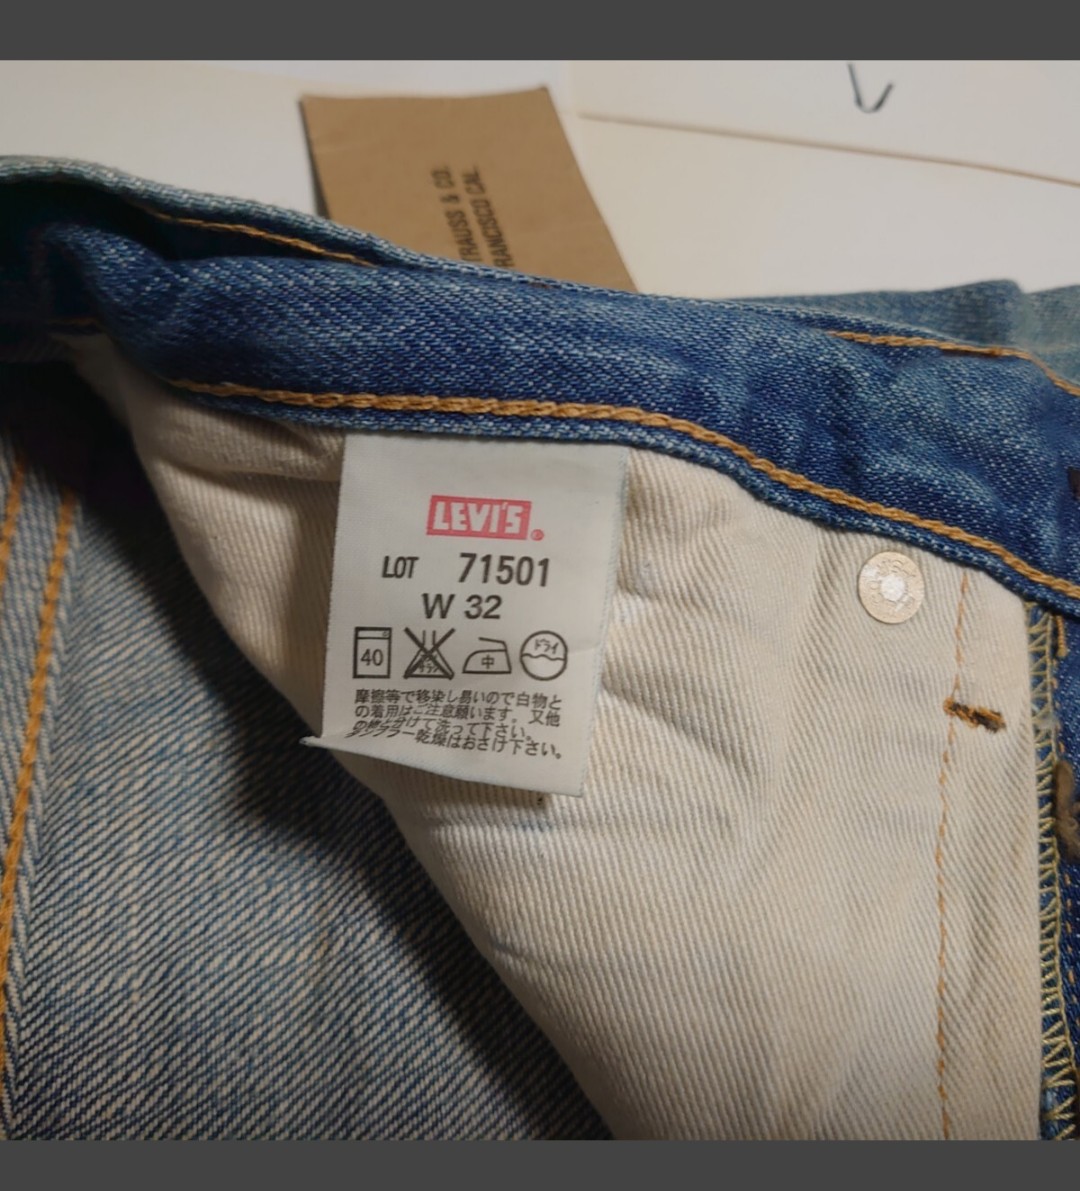 TRAUSS & CO.
RANCISCO CAL.
LEVI'S
LOT 71501
W 32
40 中 ドライ
摩擦等で移染し易いので白物と
の着用はご注意願います。又他
の物と分けて洗って下さい。
タンブラー乾燥はおさけ下さい。